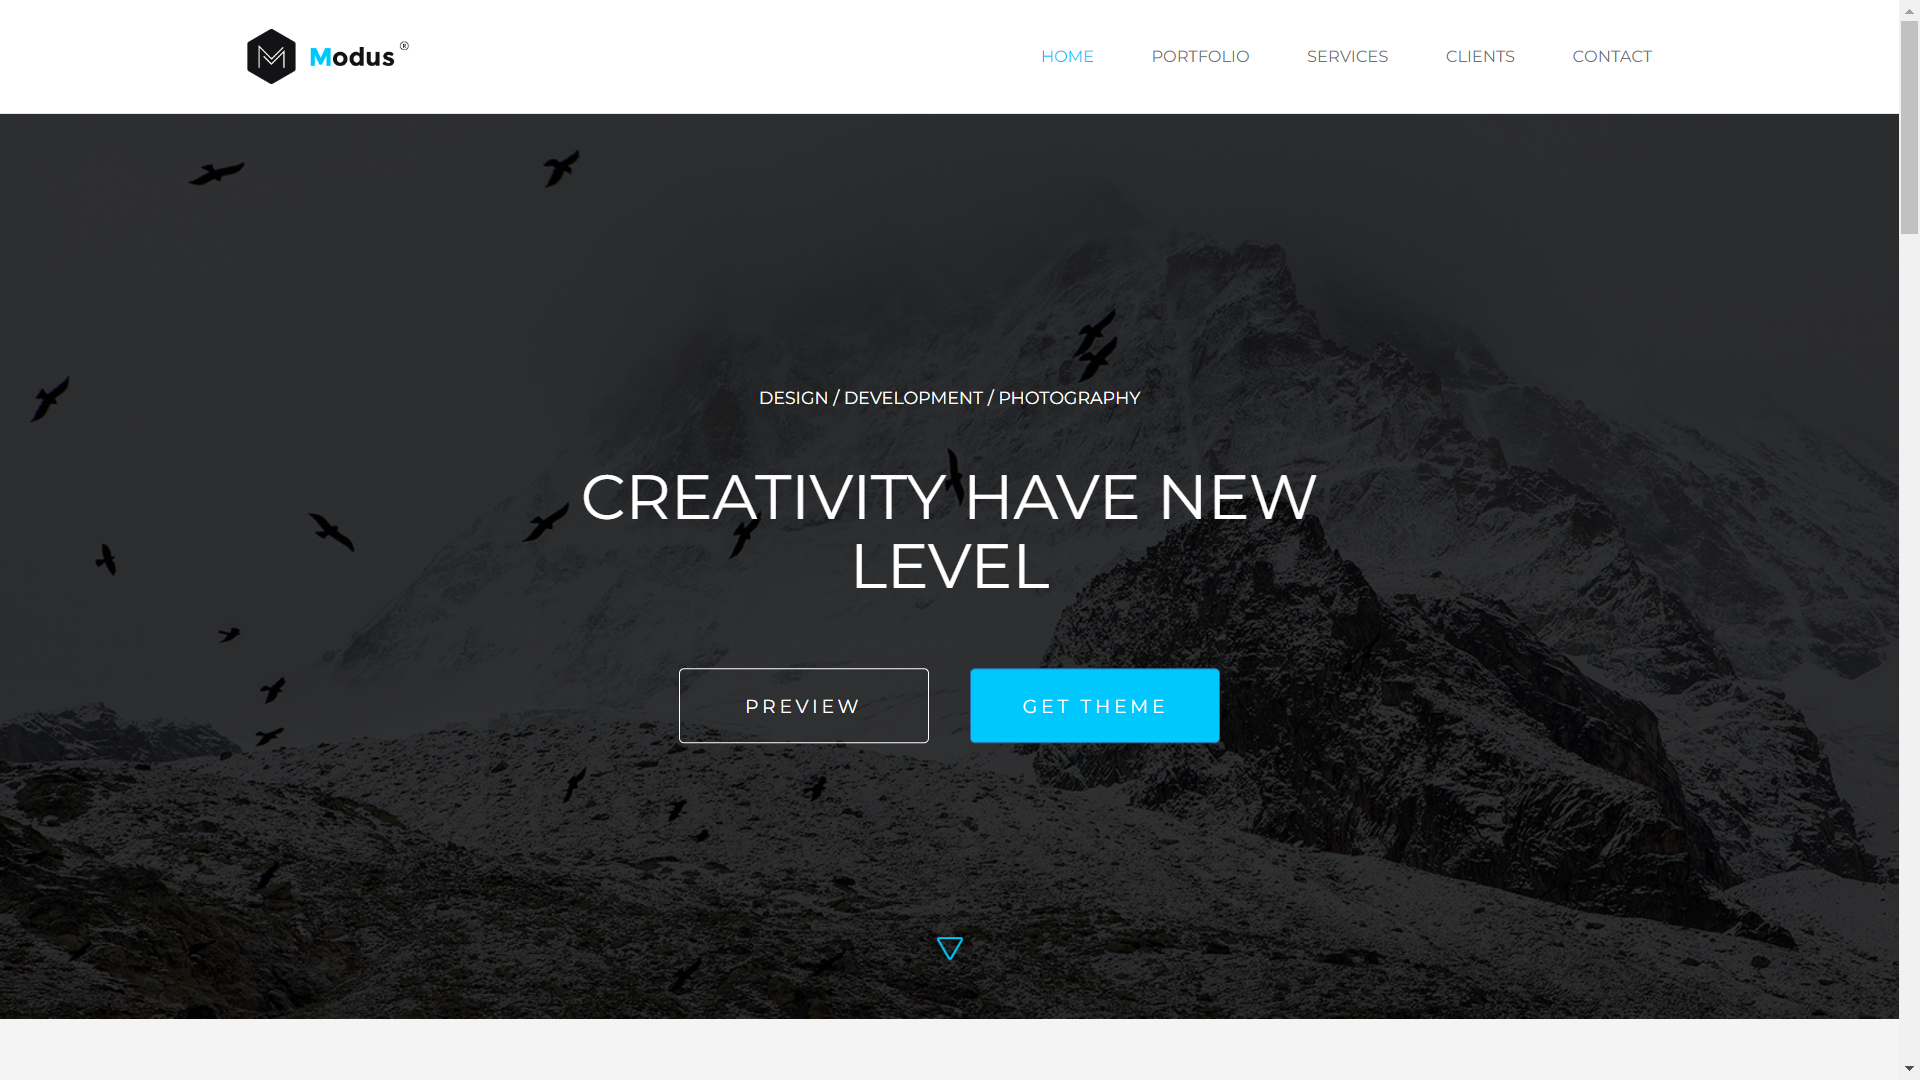 Modus ®
HOME PORTFOLIO SERVICES CLIENTS CONTACT
DESIGN / DEVELOPMENT / PHOTOGRAPHY
CREATIVITY HAVE NEW
LEVEL
PREVIEW GET THEME